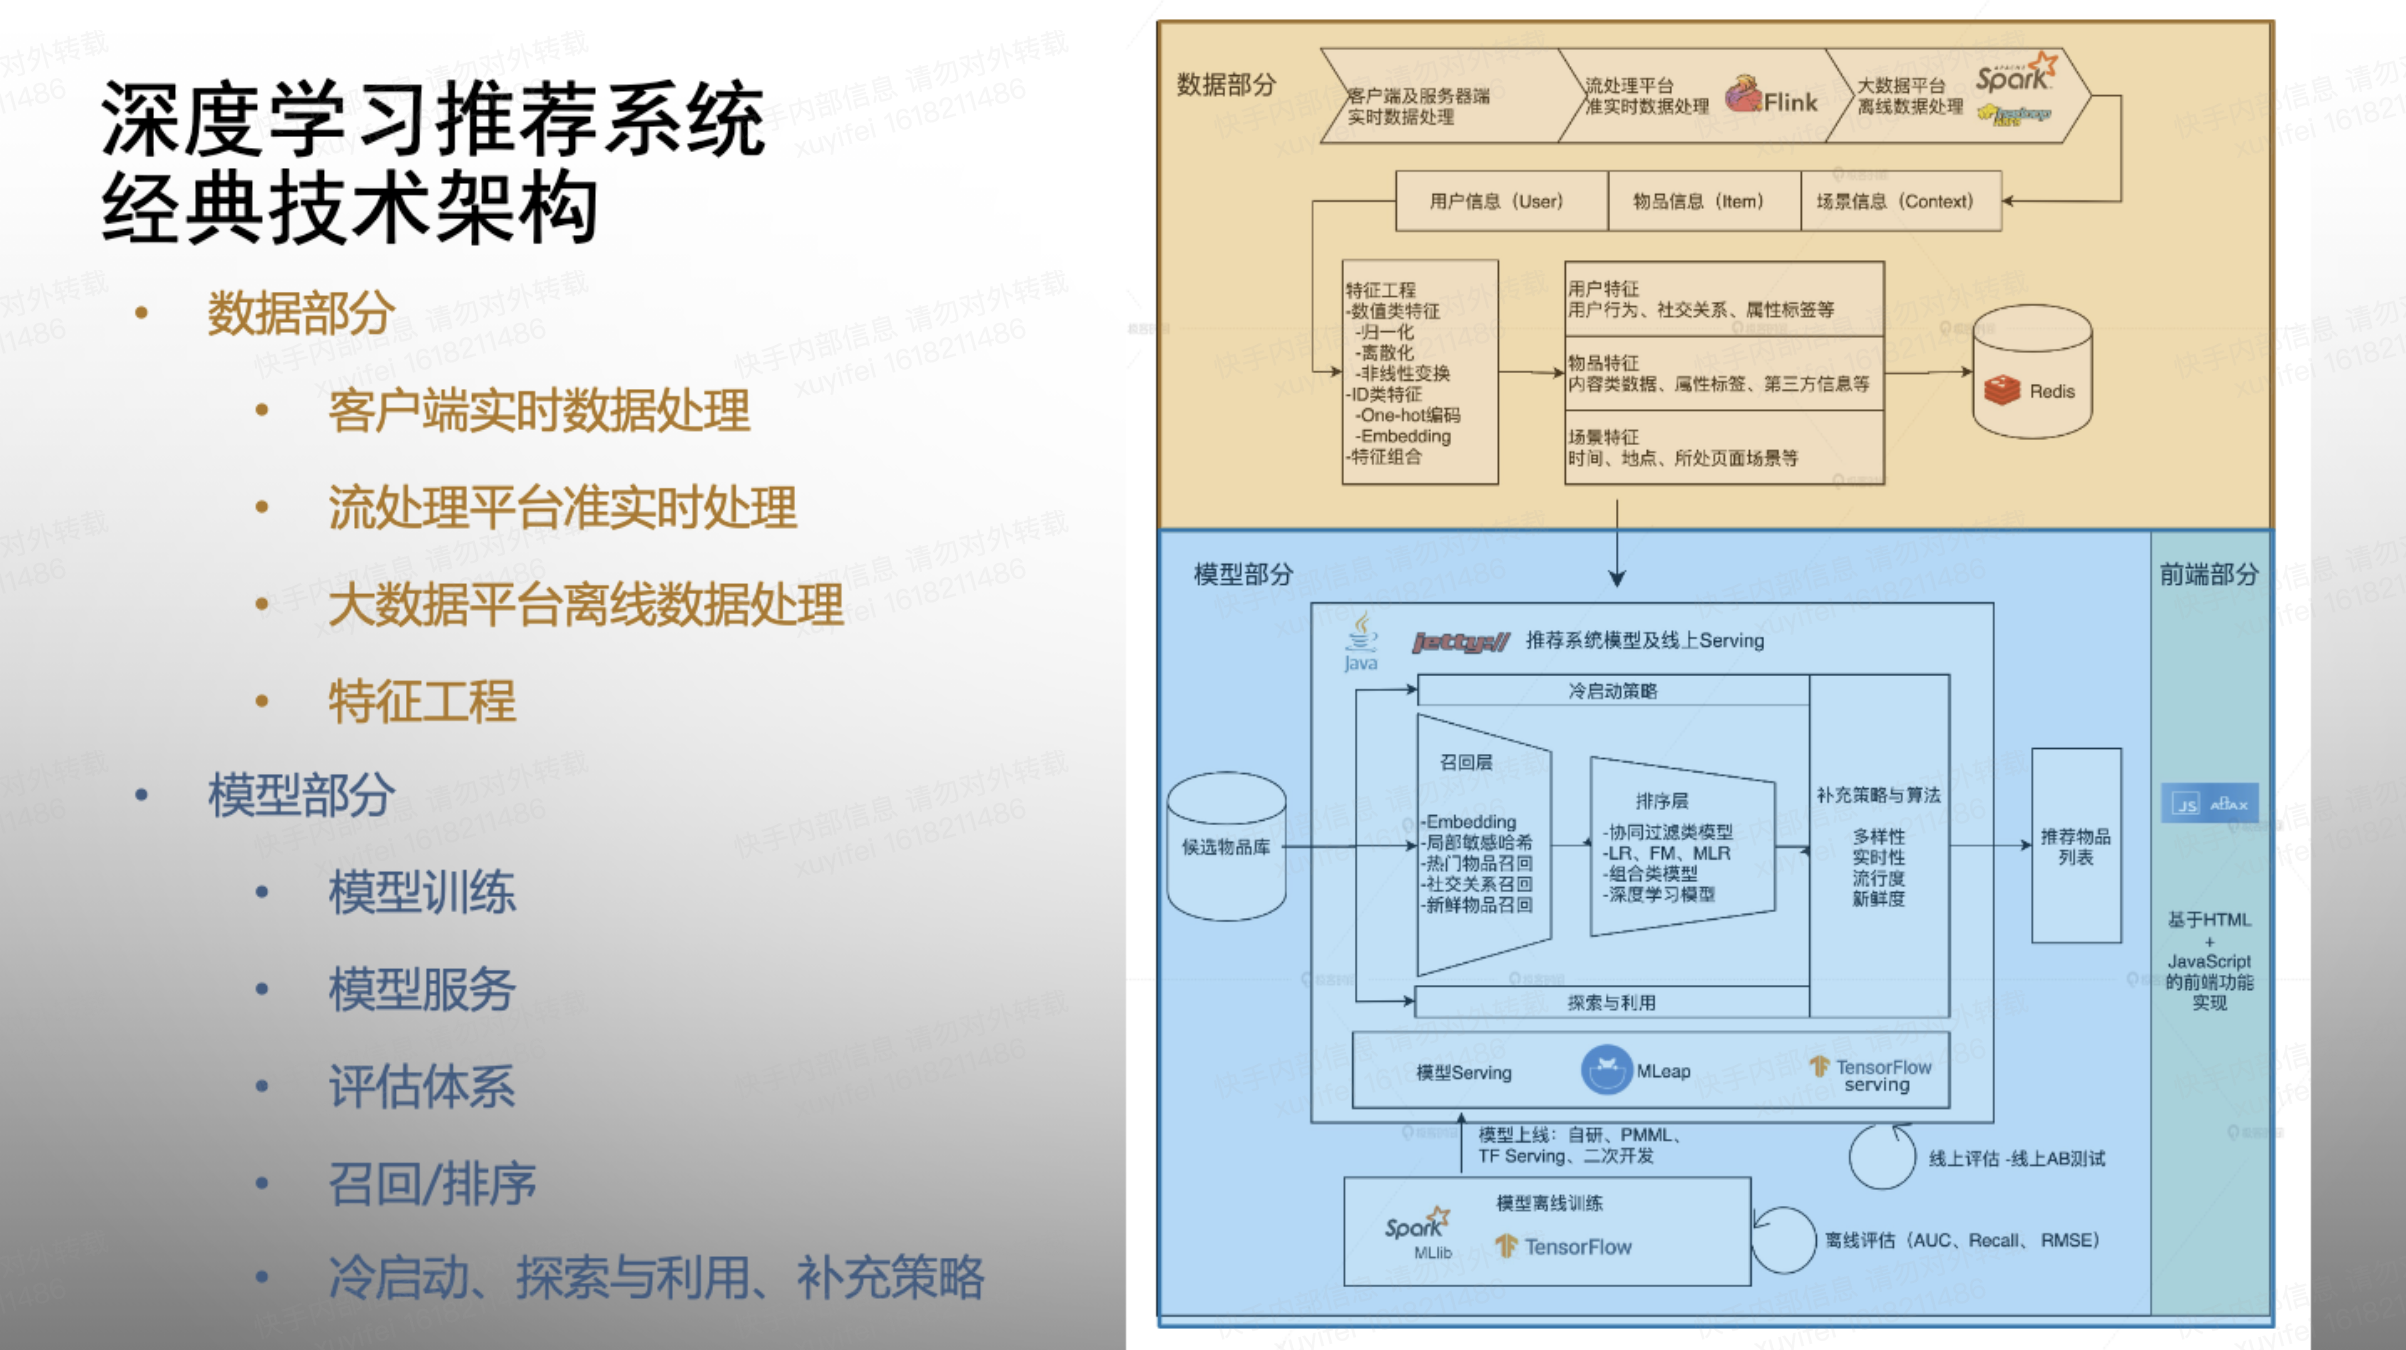 深度学习推荐系统
经典技术架构
• 数据部分
• 客户端实时数据处理
• 流处理平台准实时处理
• 大数据平台离线数据处理
• 特征工程
• 模型部分
• 模型训练
• 模型服务
• 评估体系
• 召回/排序
• 冷启动、探索与利用、补充策略
数据部分
客户端及服务器端
实时数据处理
流处理平台
准实时数据处理
Flink
大数据平台
离线数据处理
APACHE
Spark
用户信息（User）
物品信息（Item）
场景信息（Context）
特征工程
-数值类特征
-归一化
-离散化
-非线性变换
-ID类特征
-One-hot编码
-Embedding
-特征组合
用户特征
用户行为、社交关系、属性标签等
物品特征
内容类数据、属性标签、第三方信息等
场景特征
时间、地点、所处页面场景等
Redis
模型部分
Java
jetty://
推荐系统模型及线上Serving
冷启动策略
候选物品库
召回层
-Embedding
-局部敏感哈希
-热门物品召回
-社交关系召回
-新鲜物品召回
排序层
-协同过滤类模型
-LR、FM、MLR
-组合类模型
-深度学习模型
补充策略与算法
多样性
实时性
流行度
新鲜度
探索与利用
推荐物品
列表
模型Serving
MLeap
TensorFlow
serving
模型上线：自研、PMML、
TF Serving、二次开发
线上评估 -线上AB测试
模型离线训练
Spark
MLlib
TensorFlow
离线评估（AUC、Recall、 RMSE）
前端部分
JS AJAX
基于HTML
+
JavaScript
的前端功能
实现
快手内部信息 请勿对外转载
xuyifei 1618211486